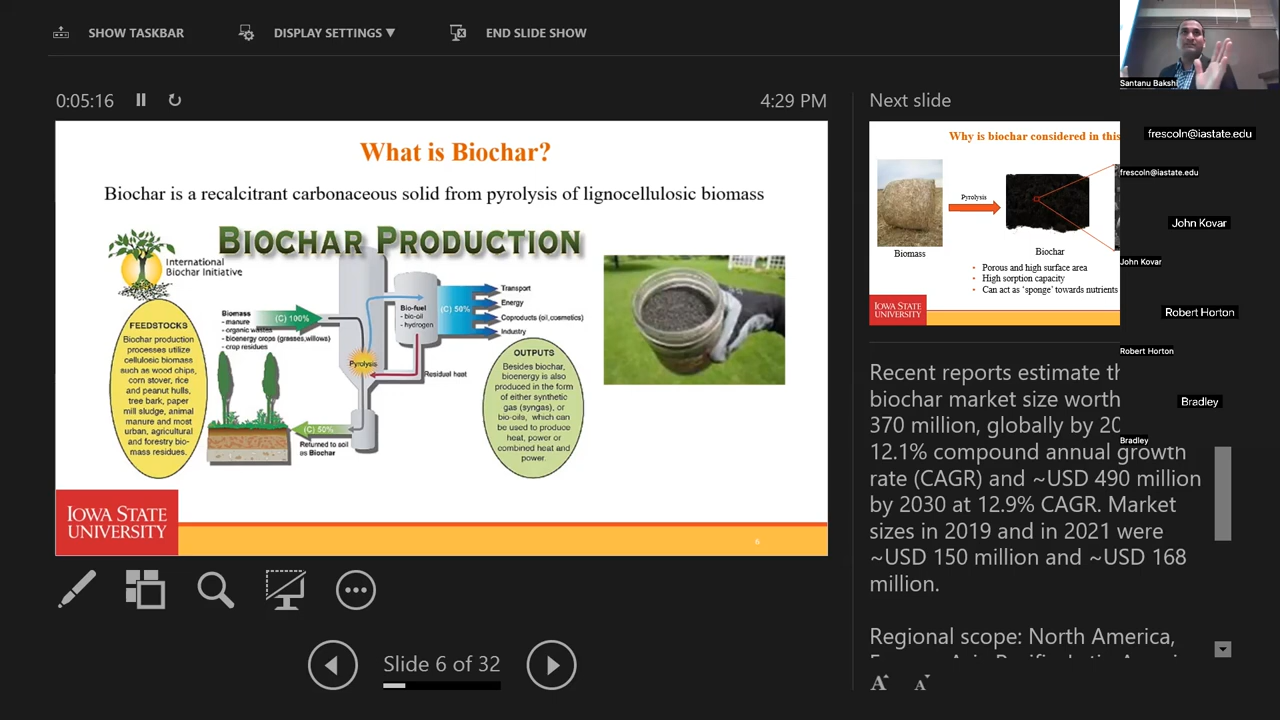 SHOW TASKBAR
DISPLAY SETTINGS ▼
END SLIDE SHOW
Santanu Bakshi
0:05:16
4:29 PM
Next slide
What is Biochar?
Biochar is a recalcitrant carbonaceous solid from pyrolysis of lignocellulosic biomass
BIOCHAR PRODUCTION
International
Biochar Initiative
FEEDSTOCKS
Biochar production
processes utilize
cellulosic biomass
such as wood chips,
corn stover, rice
and peanut hulls,
tree bark, paper
mill sludge, animal
manure and most
urban, agricultural
and forestry bio-
mass residues.
Biomass
- manure
- organic wastes
- bioenergy crops (grasses,willows)
- crop residues
(C) 100%
Pyrolysis
Bio-fuel
- bio-oil
- hydrogen
(C) 50%
Transport
Energy
Coproducts (oil,cosmetics)
Industry
Residual heat
(C) 50%
Returned to soil
as Biochar
OUTPUTS
Besides biochar,
bioenergy is also
produced in the form
of either synthetic
gas (syngas), or
bio-oils, which can
be used to produce
heat, power or
combined heat and
power.
IOWA STATE
UNIVERSITY
6
Why is biochar considered in this
Pyrolysis
Biomass
Biochar
• Porous and high surface area
• High sorption capacity
• Can act as 'sponge' towards nutrients
IOWA STATE
UNIVERSITY
frescoln@iastate.edu
frescoln@iastate.edu
John Kovar
John Kovar
Robert Horton
Robert Horton
Bradley
Bradley
Recent reports estimate th
biochar market size worth
370 million, globally by 20
12.1% compound annual growth
rate (CAGR) and ~USD 490 million
by 2030 at 12.9% CAGR. Market
sizes in 2019 and in 2021 were
~USD 150 million and ~USD 168
million.
Regional scope: North America,
Slide 6 of 32
A A